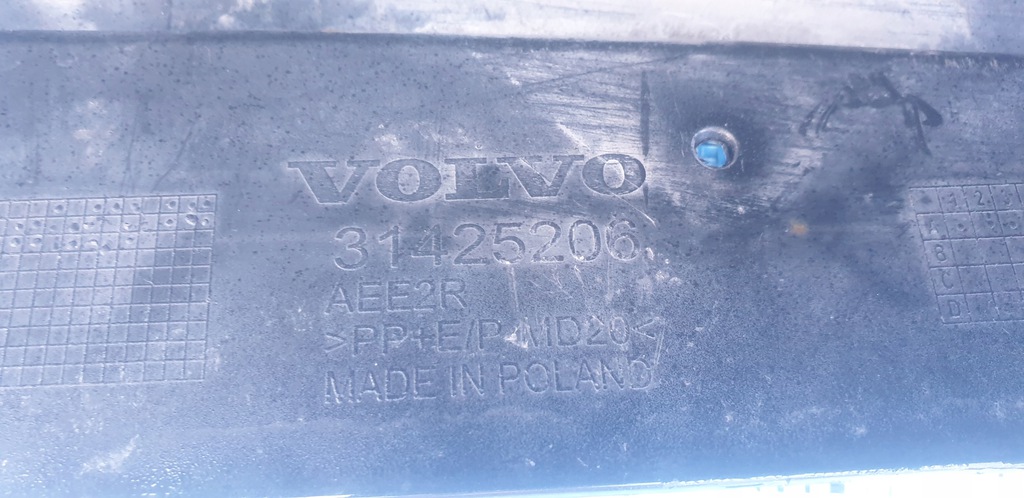 VOLVO
31425206
AEE2R
>PP+E/P-MD20<
MADE IN POLAND
A
B
C
D